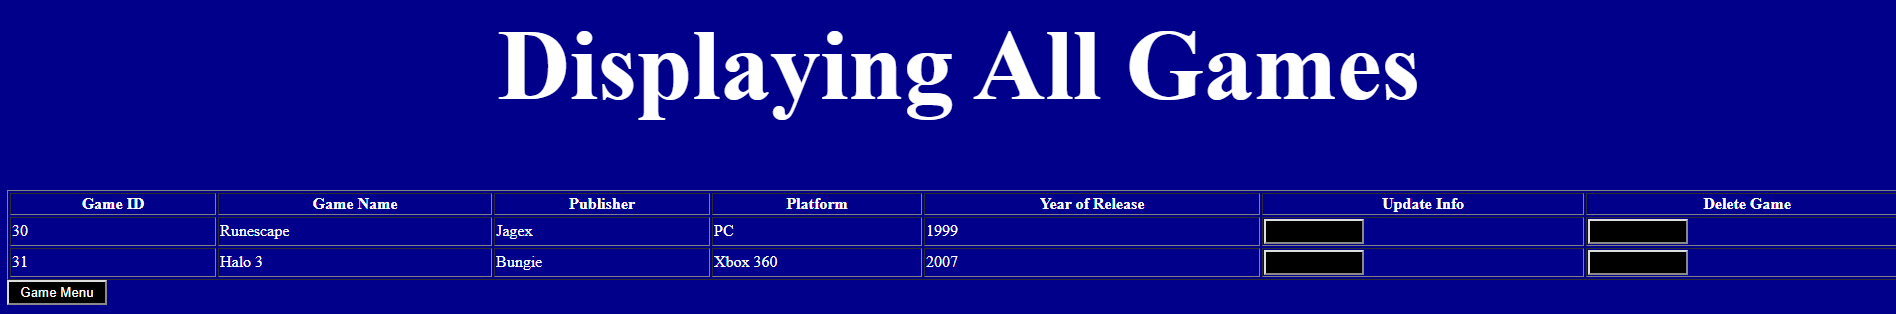 Displaying All Games
Game ID Game Name Publisher Platform Year of Release Update Info Delete Game
30 Runescape Jagex PC 1999
31 Halo 3 Bungie Xbox 360 2007
Game Menu